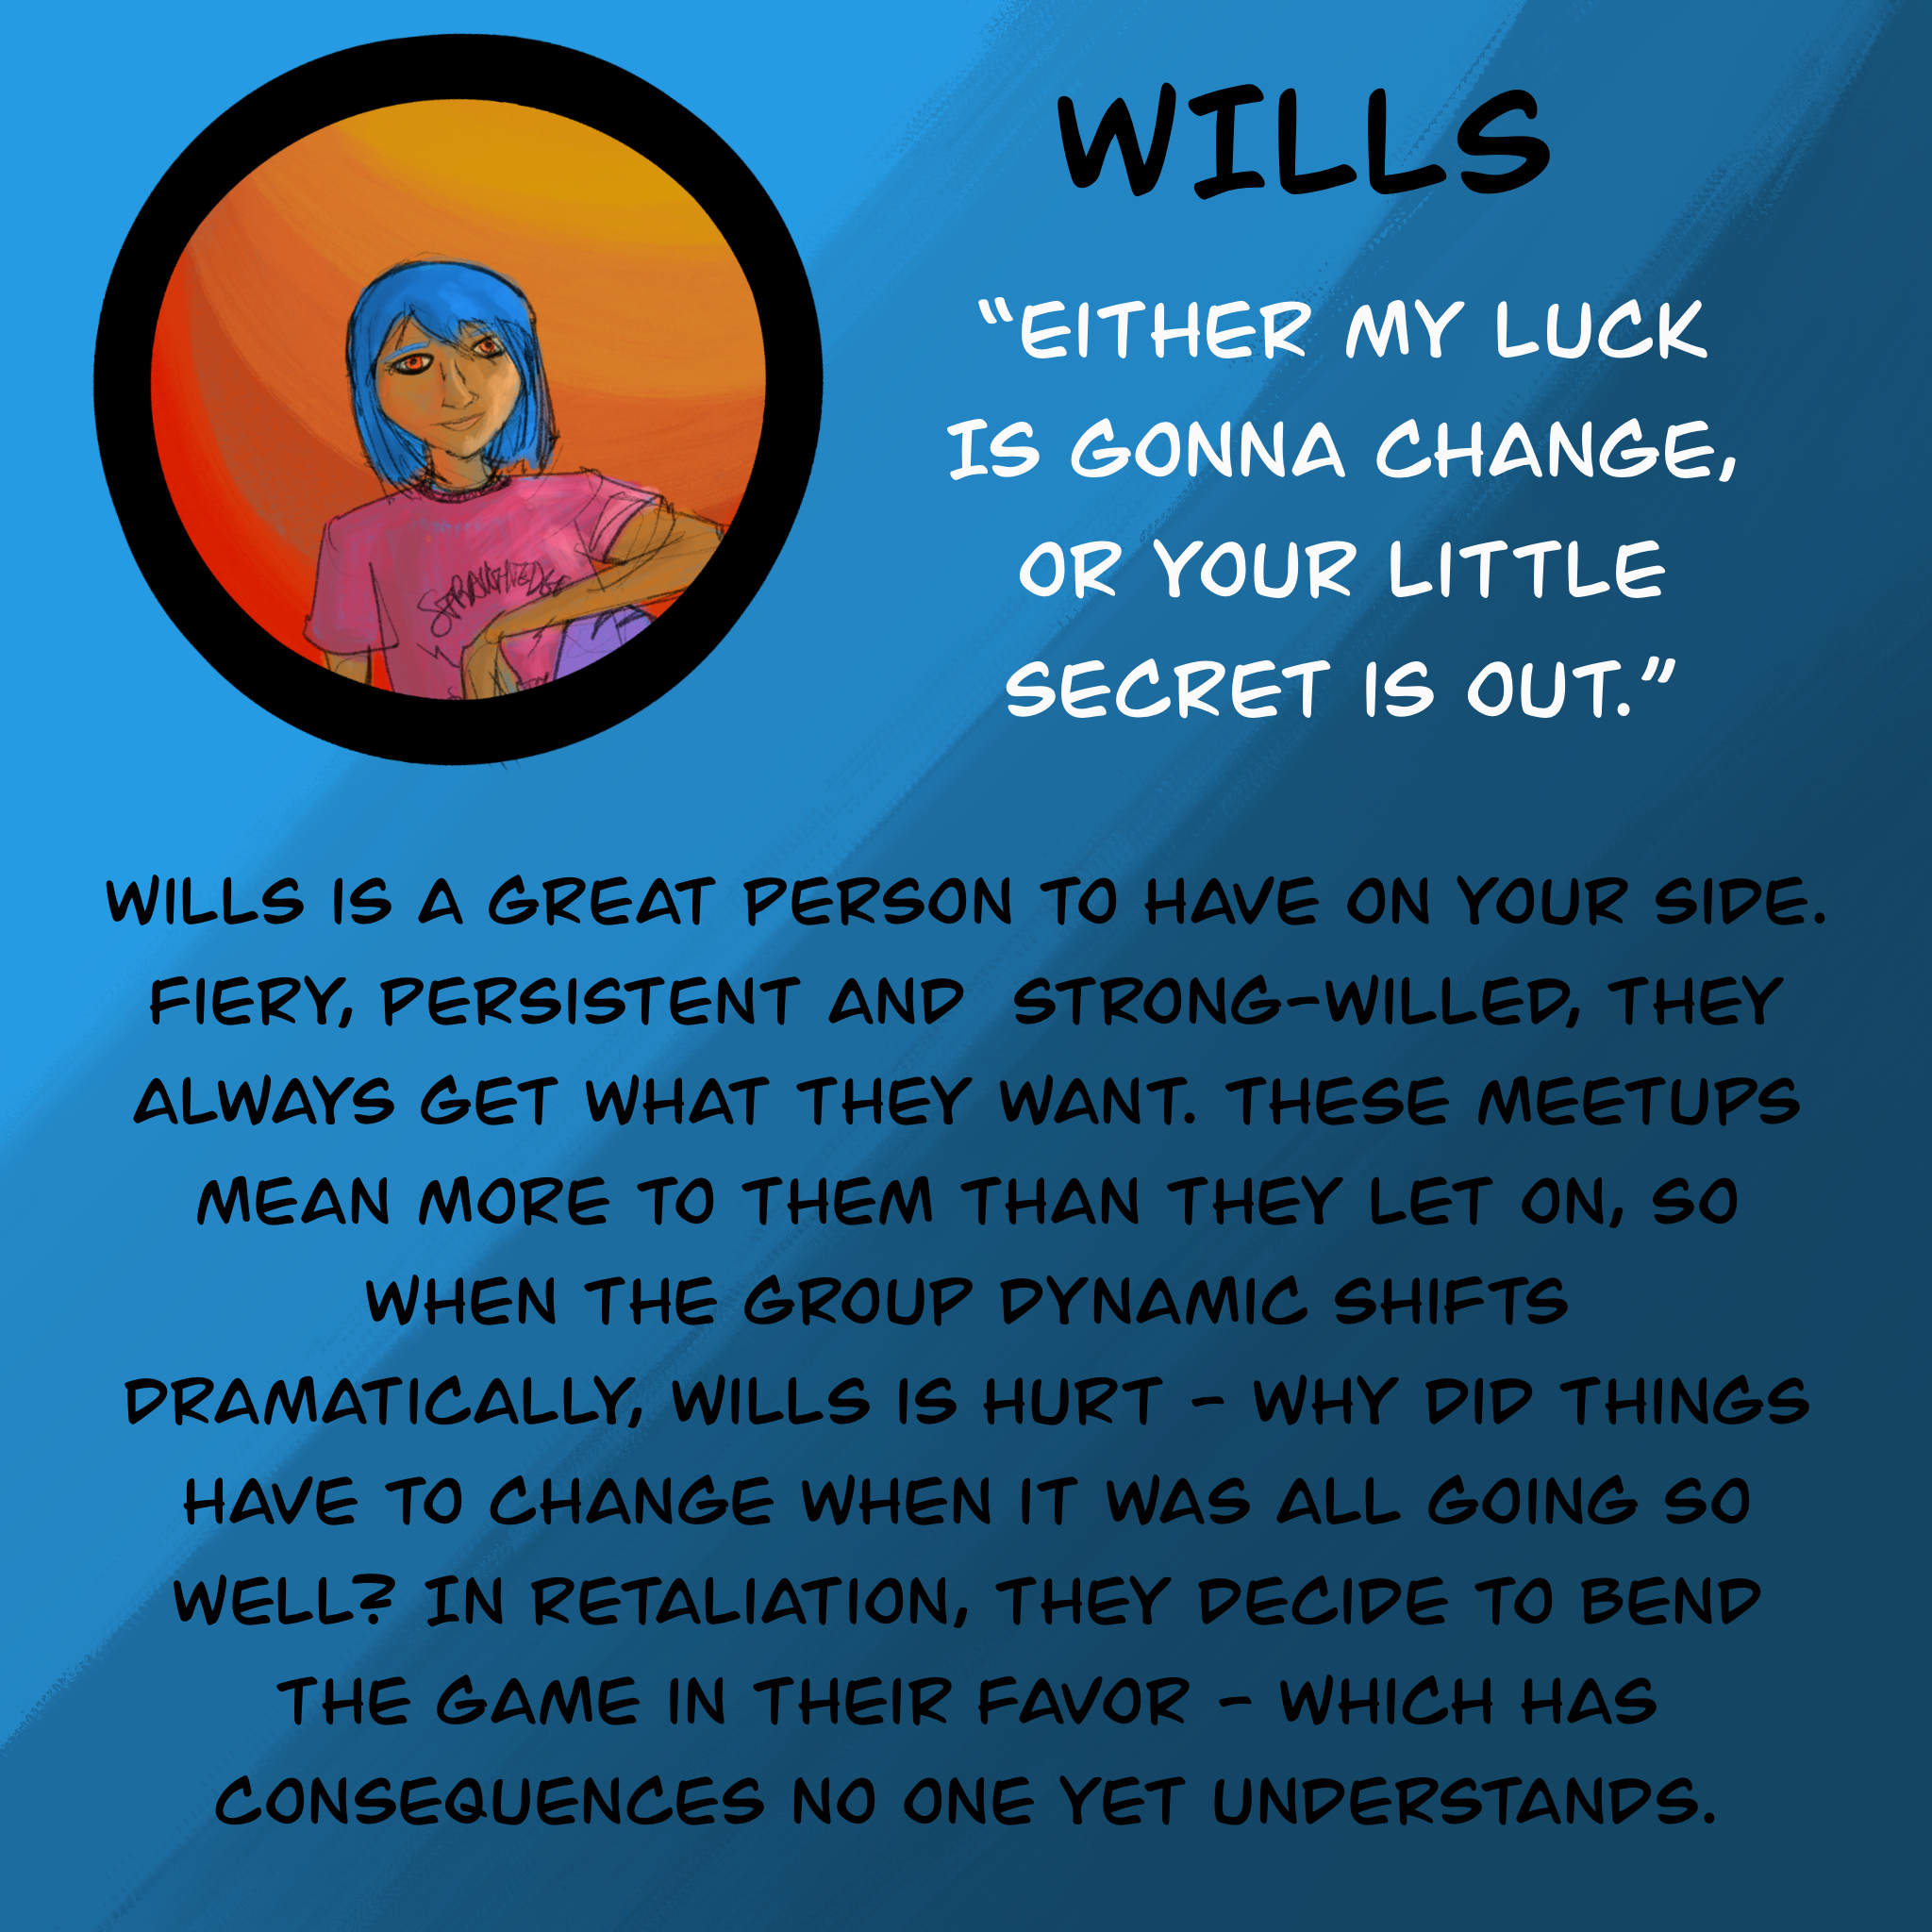 WILLS
“EITHER MY LUCK
IS GONNA CHANGE,
OR YOUR LITTLE
SECRET IS OUT.”
WILLS IS A GREAT PERSON TO HAVE ON YOUR SIDE.
FIERY, PERSISTENT AND STRONG-WILLED, THEY
ALWAYS GET WHAT THEY WANT. THESE MEETUPS
MEAN MORE TO THEM THAN THEY LET ON, SO
WHEN THE GROUP DYNAMIC SHIFTS
DRAMATICALLY, WILLS IS HURT - WHY DID THINGS
HAVE TO CHANGE WHEN IT WAS ALL GOING SO
WELL? IN RETALIATION, THEY DECIDE TO BEND
THE GAME IN THEIR FAVOR - WHICH HAS
CONSEQUENCES NO ONE YET UNDERSTANDS.